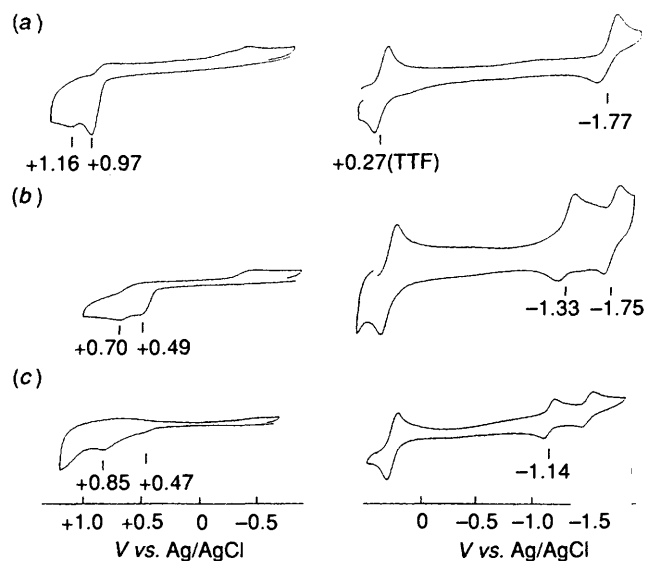 (a)
+1.16 +0.97
+0.27(TTF)
−1.77
(b)
+0.70 +0.49
−1.33 −1.75
(c)
+0.85 +0.47
−1.14
+1.0 +0.5 0 −0.5
0 −0.5 −1.0 −1.5
V vs. Ag/AgCl
V vs. Ag/AgCl